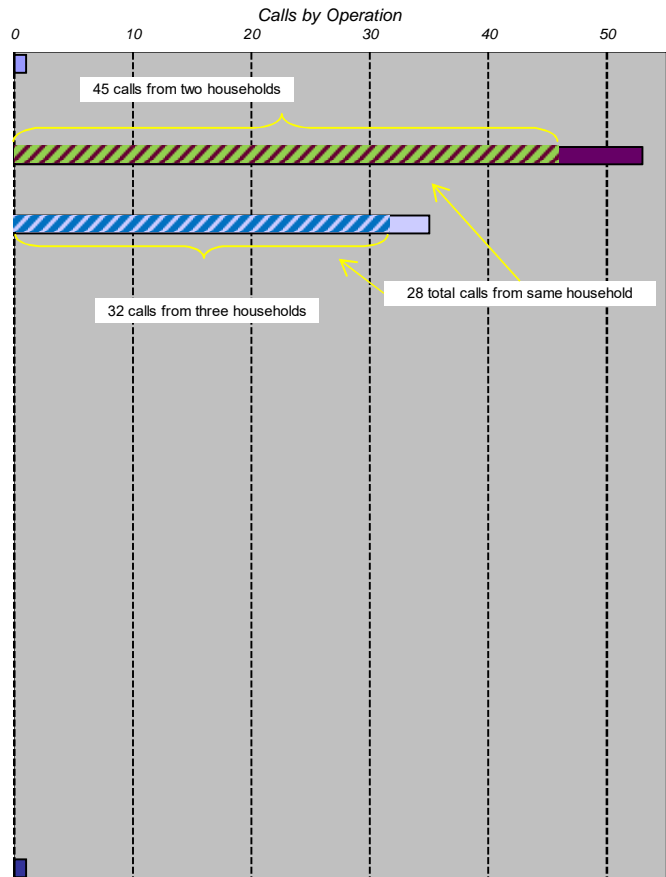 Calls by Operation
0 10 20 30 40 50
45 calls from two households
28 total calls from same household
32 calls from three households